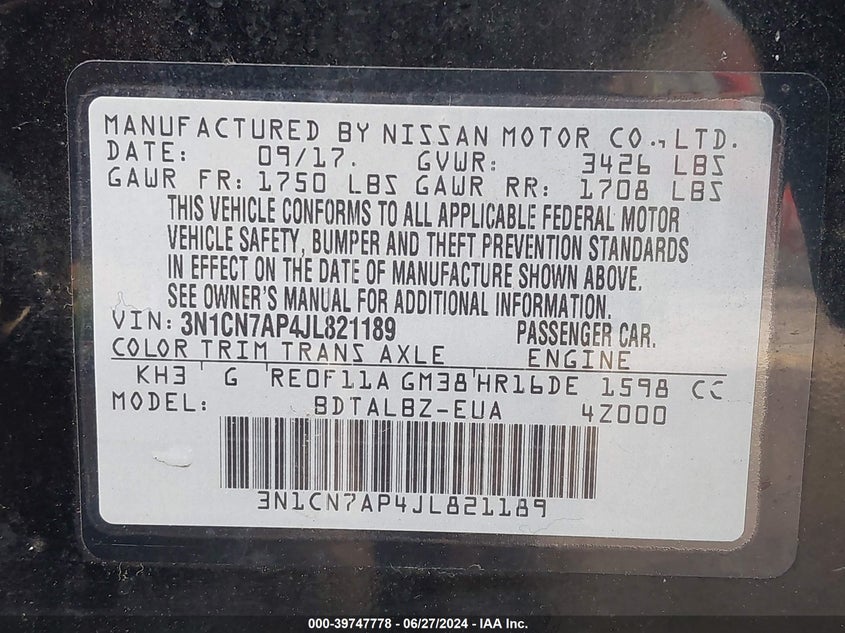 MANUFACTURED BY NISSAN MOTOR CO., LTD.
DATE: 09/17. GVWR: 3426 LBS
GAWR FR: 1750 LBS GAWR RR: 1708 LBS
THIS VEHICLE CONFORMS TO ALL APPLICABLE FEDERAL MOTOR
VEHICLE SAFETY, BUMPER AND THEFT PREVENTION STANDARDS
IN EFFECT ON THE DATE OF MANUFACTURE SHOWN ABOVE.
SEE OWNER'S MANUAL FOR ADDITIONAL INFORMATION.
VIN: 3N1CN7AP4JL821189 PASSENGER CAR.
COLOR TRIM TRANS AXLE ENGINE
KH3 G RE0F11A GM38 HR16DE 1598 CC
MODEL: BDTALBZ-EUA 4Z000
3N1CN7AP4JL821189
000-39747778 - 06/27/2024 - IAA Inc.